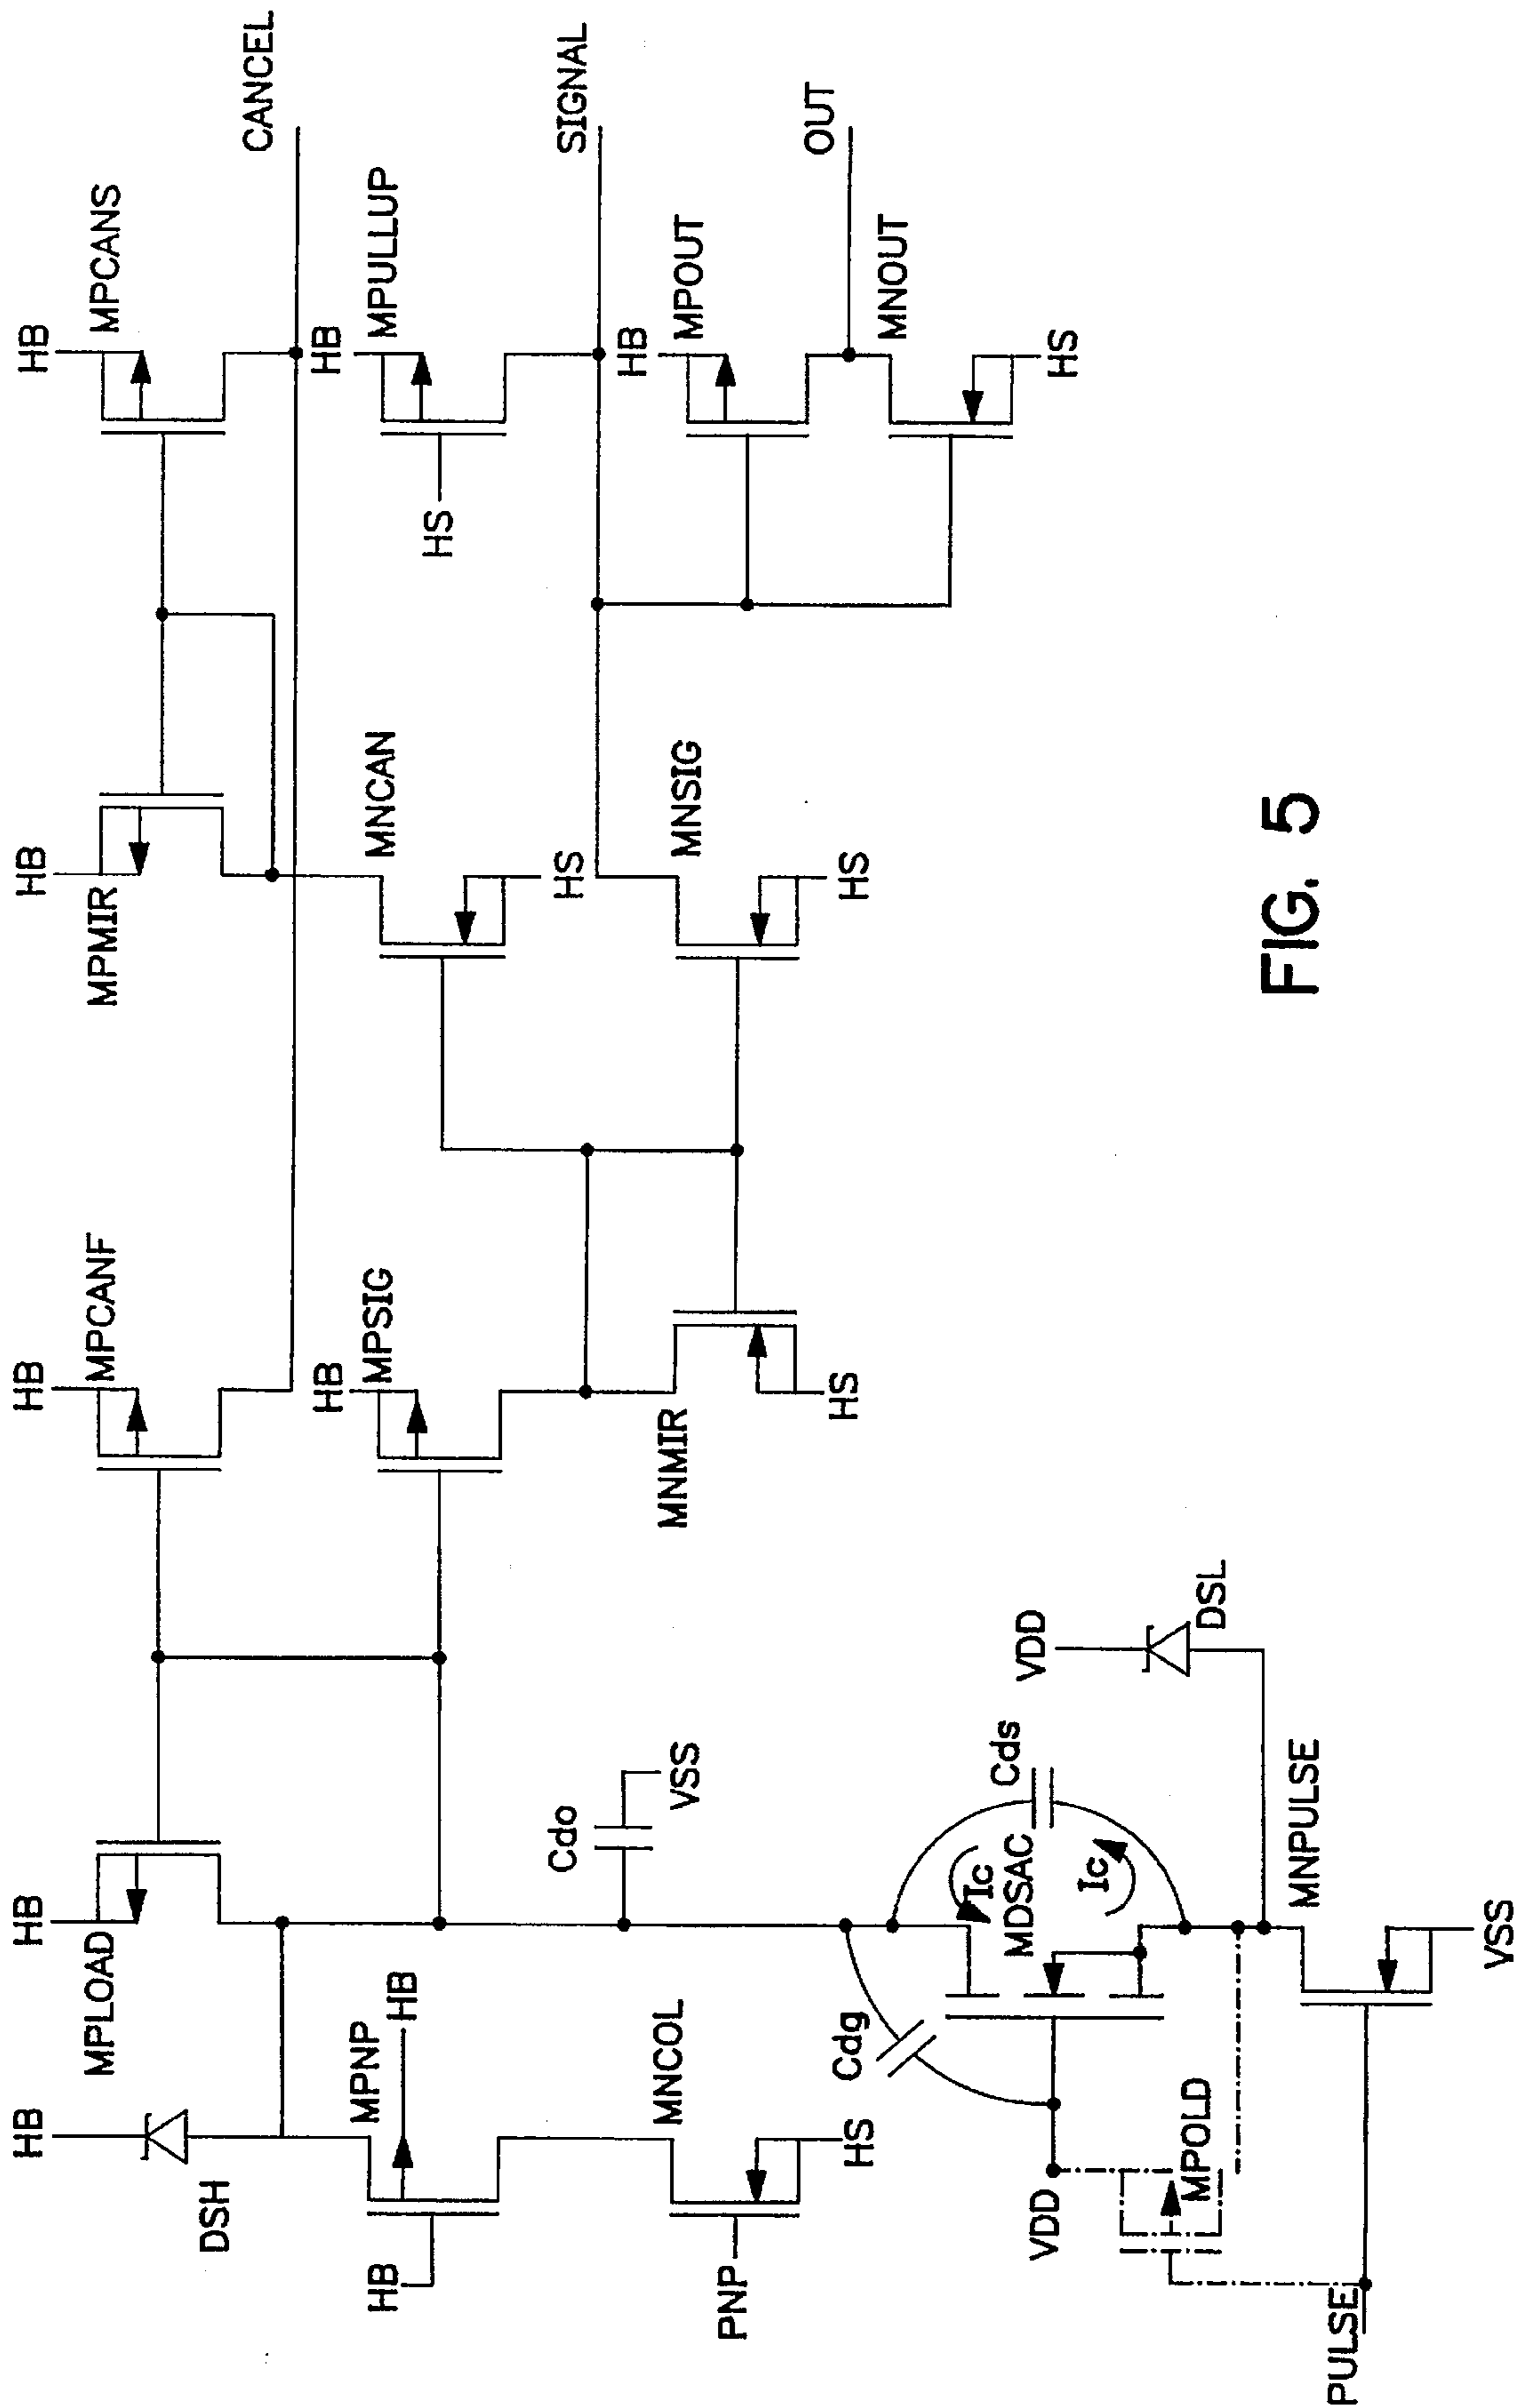 HB
HB
HB
HB
HB
MPCANF
MPCANS
MPLOAD
MPMIR
DSH
CANCEL
HB
HB
MPSIG
MPULLUP
MPNP
HB
MNCAN
HB
HS
HS
SIGNAL
Cdo
HB
VSS
MNCOL
MNMIR
MNSIG
MPOUT
PNP
HS
HS
HS
OUT
Cdg
MNOUT
Ic
Cds
MDSAC
VDD
VDD
HS
Ic
MPOLD
DSL
MNPULSE
PULSE
VSS
FIG. 5